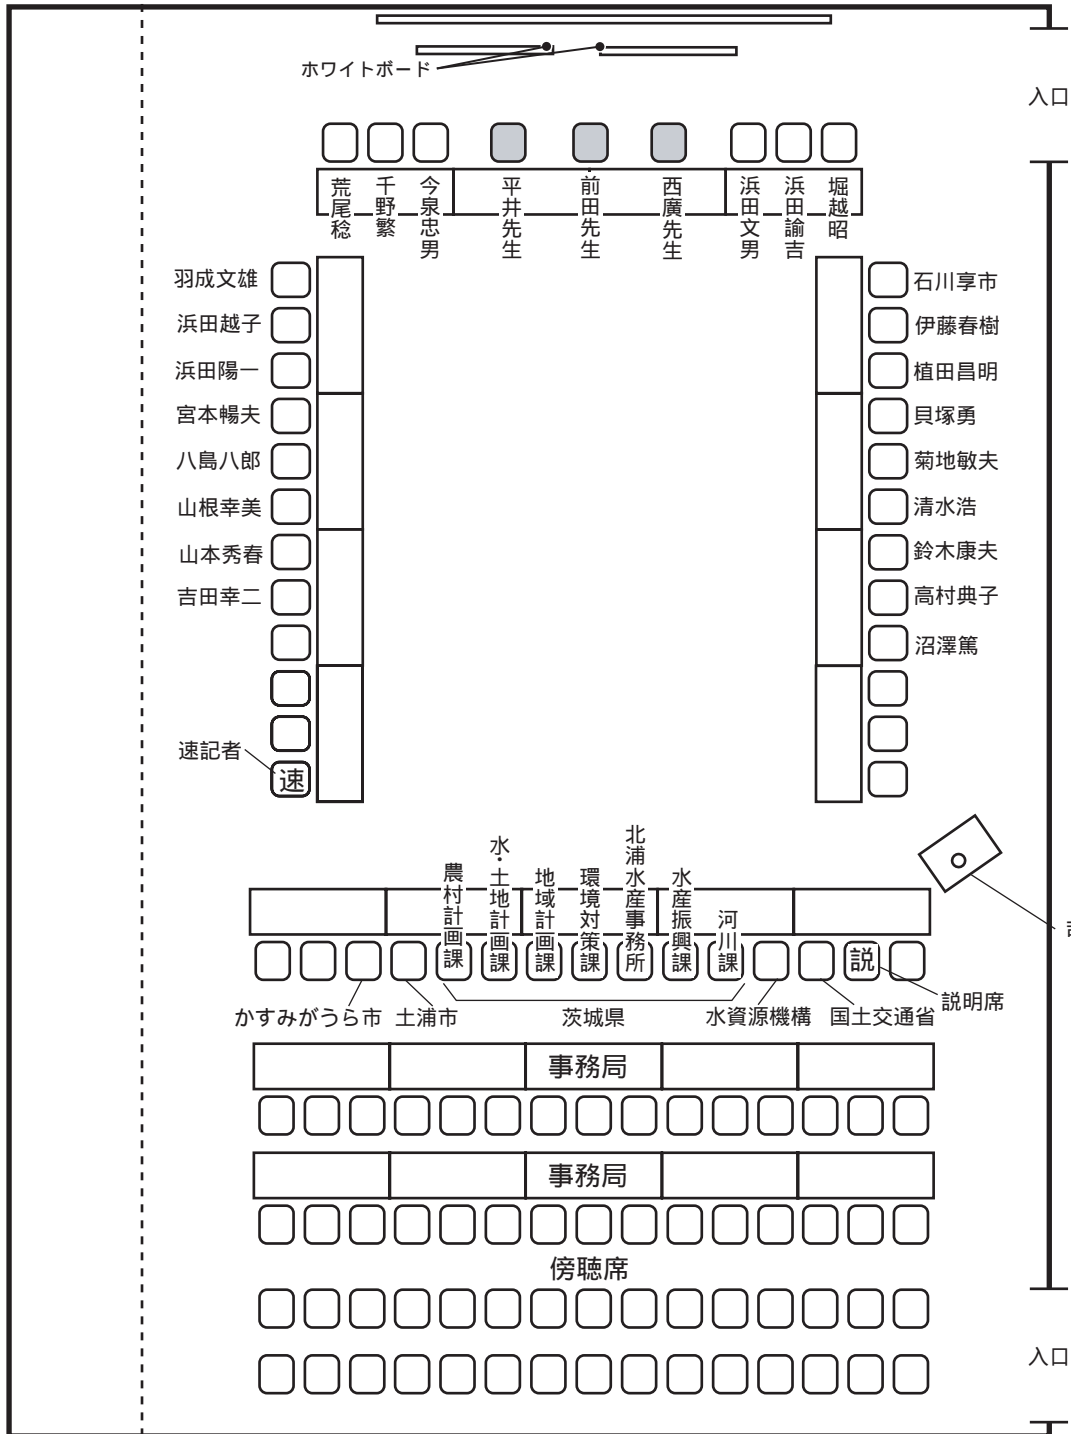 ホワイトボード
入口
荒尾稔
千野繁
今泉忠男
平井先生
前田先生
西廣先生
浜田文男
浜田諭吉
堀越昭
羽成文雄
浜田越子
浜田陽一
宮本暢夫
八島八郎
山根幸美
山本秀春
吉田幸二
速記者
速
石川享市
伊藤春樹
植田昌明
貝塚勇
菊地敏夫
清水浩
鈴木康夫
高村典子
沼澤篤
農村計画課
水・土地計画課
地域計画課
環境対策課
北浦水産事務所
水産振興課
河川課
説
説明席
かすみがうら市
土浦市
茨城県
水資源機構
国土交通省
事務局
事務局
傍聴席
入口